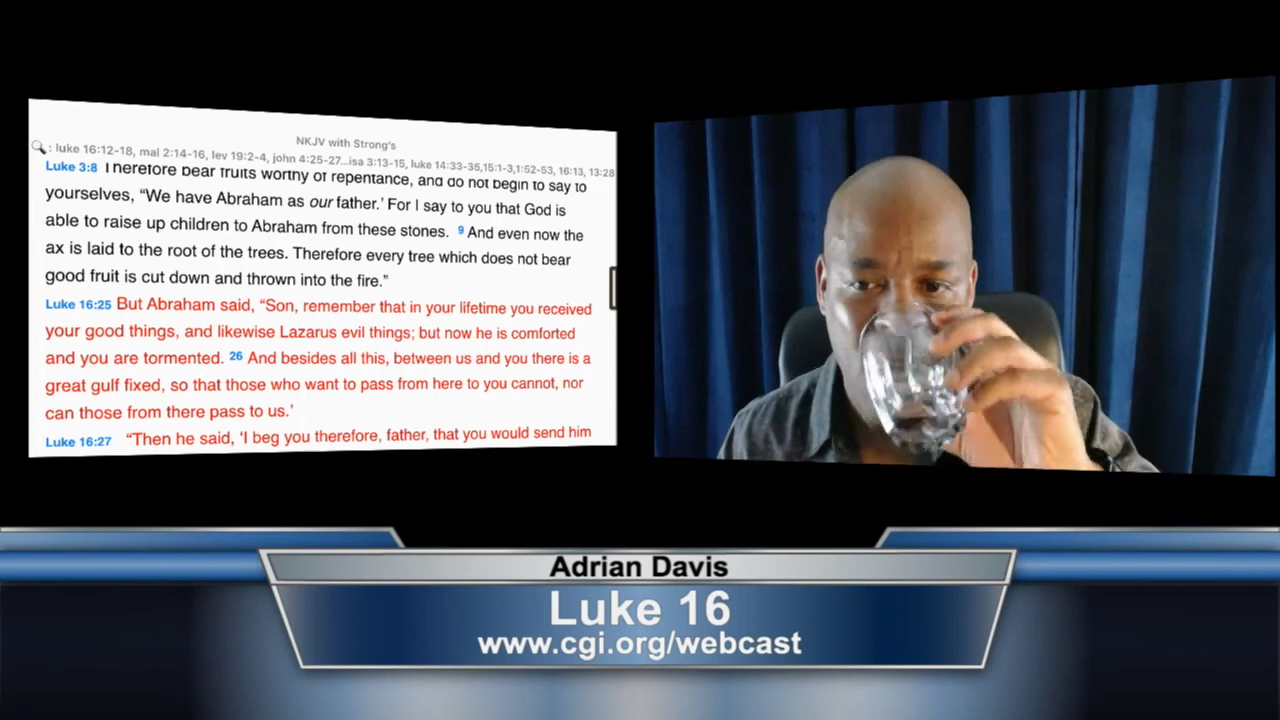 NKJV with Strong's
: luke 16:12-18, mal 2:14-16, lev 19:2-4, john 4:25-27...isa 3:13-15, luke 14:33-35,15:1-3,1:52-53, 16:13, 13:28
Luke 3:8 Therefore bear fruits worthy of repentance, and do not begin to say to
yourselves, “We have Abraham as our father.’ For I say to you that God is
able to raise up children to Abraham from these stones. 9 And even now the
ax is laid to the root of the trees. Therefore every tree which does not bear
good fruit is cut down and thrown into the fire.”
Luke 16:25 But Abraham said, “Son, remember that in your lifetime you received
your good things, and likewise Lazarus evil things; but now he is comforted
and you are tormented. 26 And besides all this, between us and you there is a
great gulf fixed, so that those who want to pass from here to you cannot, nor
can those from there pass to us.’
Luke 16:27 “Then he said, ‘I beg you therefore, father, that you would send him
Adrian Davis
Luke 16
www.cgi.org/webcast